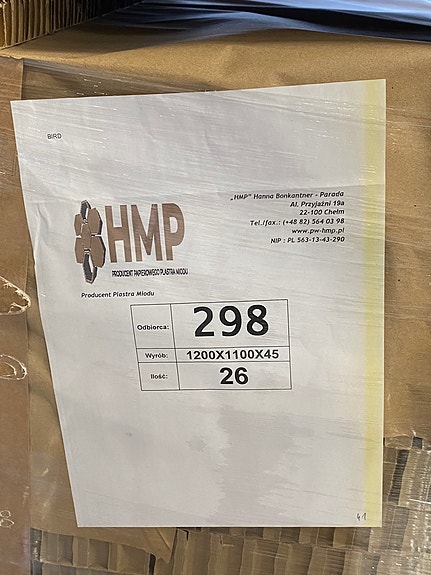 BIRD
HMP
PRODUCENT PAPIEROWEGO PLASTRA MIODU
„HMP" Hanna Bonkantner - Parada
Al. Przyjaźni 19a
22-100 Chełm
Tel./fax.: (+48 82) 564 03 98
www.pw-hmp.pl
NIP : PL 563-13-43-290
Producent Plastra Miodu
Odbiorca: 298
Wyrób: 1200X1100X45
Ilość: 26
41